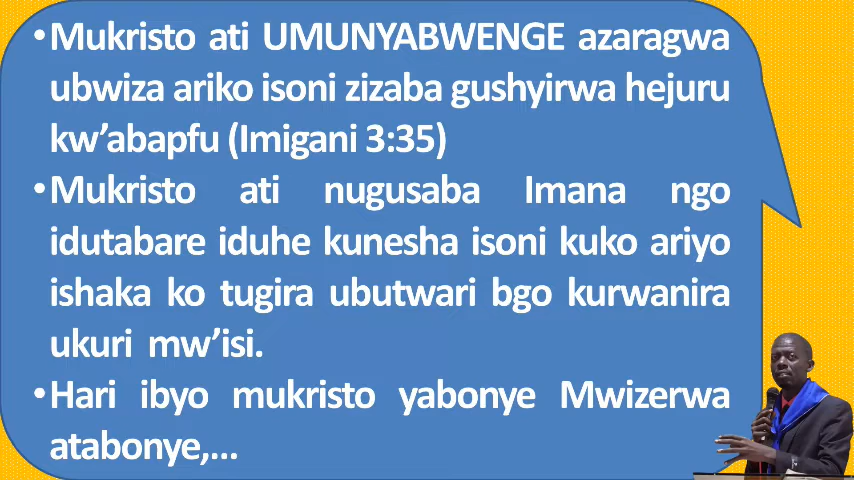 •Mukristo ati UMUNYABWENGE azaragwa
ubwiza ariko isoni zizaba gushyirwa hejuru
kw’abapfu (Imigani 3:35)
•Mukristo ati nugusaba Imana ngo
idutabare iduhe kunesha isoni kuko ariyo
ishaka ko tugira ubutwari bgo kurwanira
ukuri mw’isi.
•Hari ibyo mukristo yabonye Mwizerwa
atabonye,...